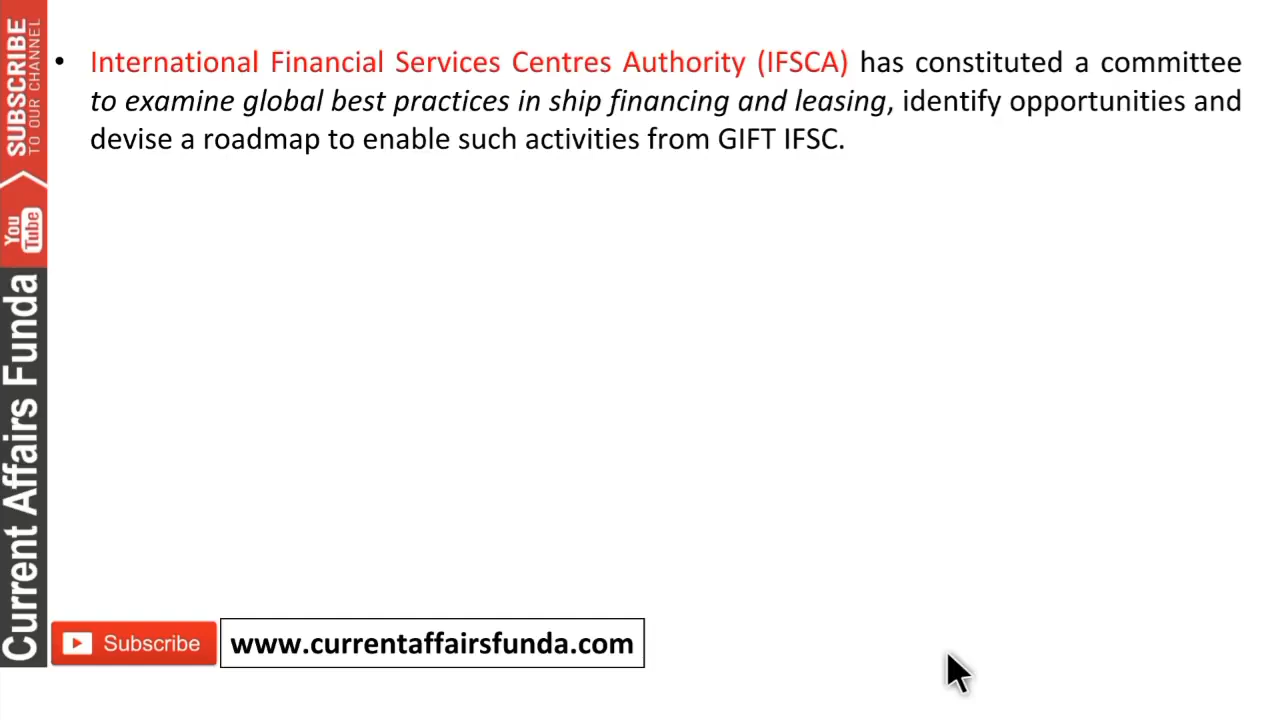 • International Financial Services Centres Authority (IFSCA) has constituted a committee
to examine global best practices in ship financing and leasing, identify opportunities and
devise a roadmap to enable such activities from GIFT IFSC.
SUBSCRIBE
TO OUR CHANNEL
You
Tube
Current Affairs Funda
Subscribe
www.currentaffairsfunda.com